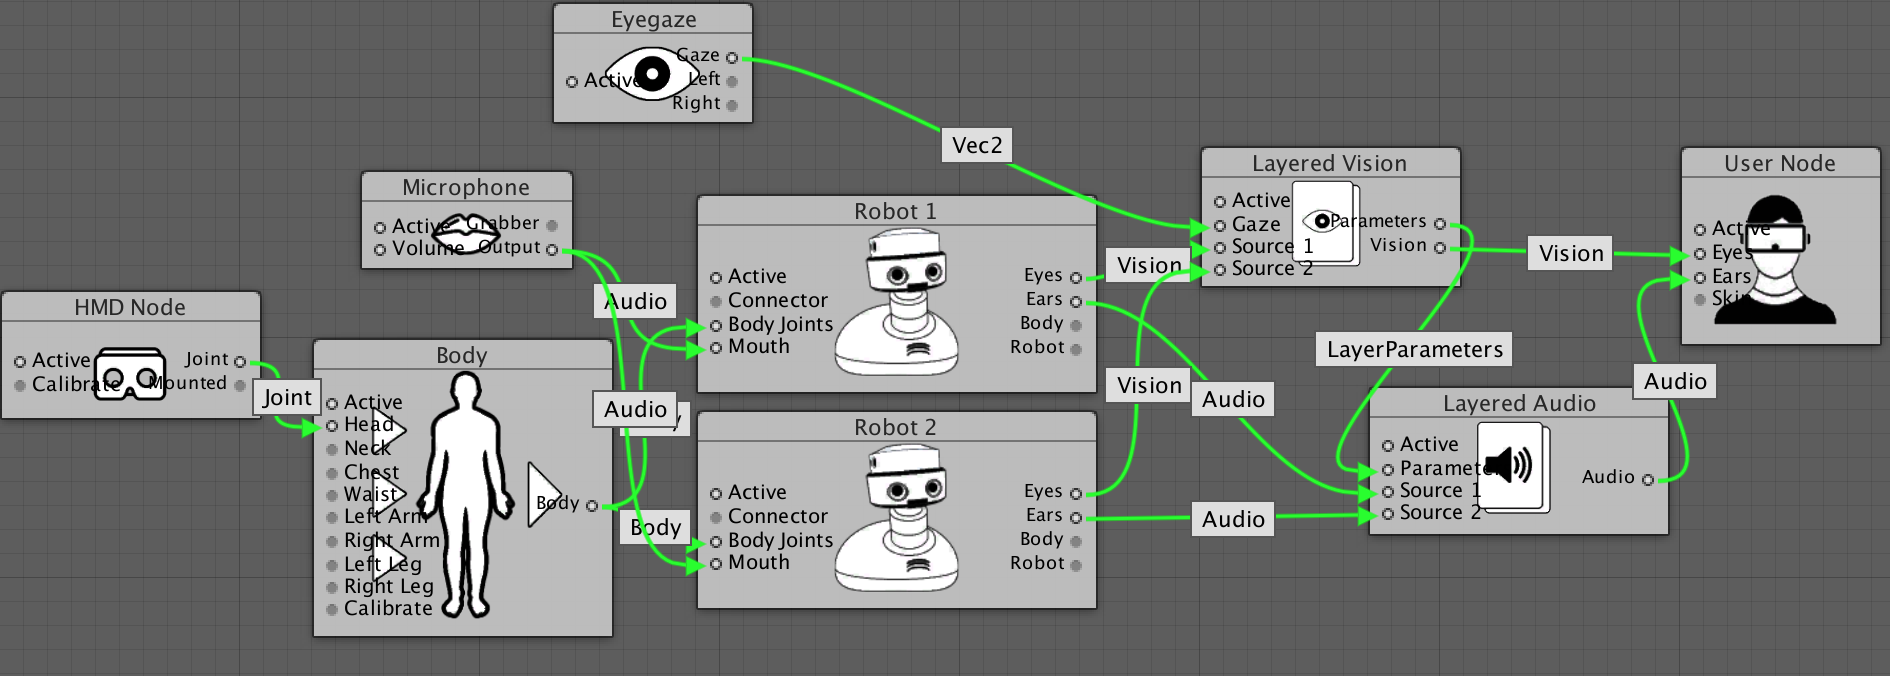 Eyegaze
Gaze
Active
Left
Right
Vec2
Microphone
Active
Grabber
Volume
Output
HMD Node
Active
Joint
Calibrate
Mounted
Joint
Body
Active
Head
Neck
Chest
Waist
Left Arm
Right Arm
Left Leg
Right Leg
Calibrate
Body
Audio
Audio
Body
Robot 1
Active
Connector
Body Joints
Mouth
Eyes
Ears
Body
Robot
Robot 2
Active
Connector
Body Joints
Mouth
Eyes
Ears
Body
Robot
Vision
Vision
Audio
Audio
Layered Vision
Active
Gaze
Source 1
Source 2
Parameters
Vision
Vision
LayerParameters
Layered Audio
Active
Paramete
Source 1
Source 2
Audio
Audio
User Node
Active
Eyes
Ears
Skin